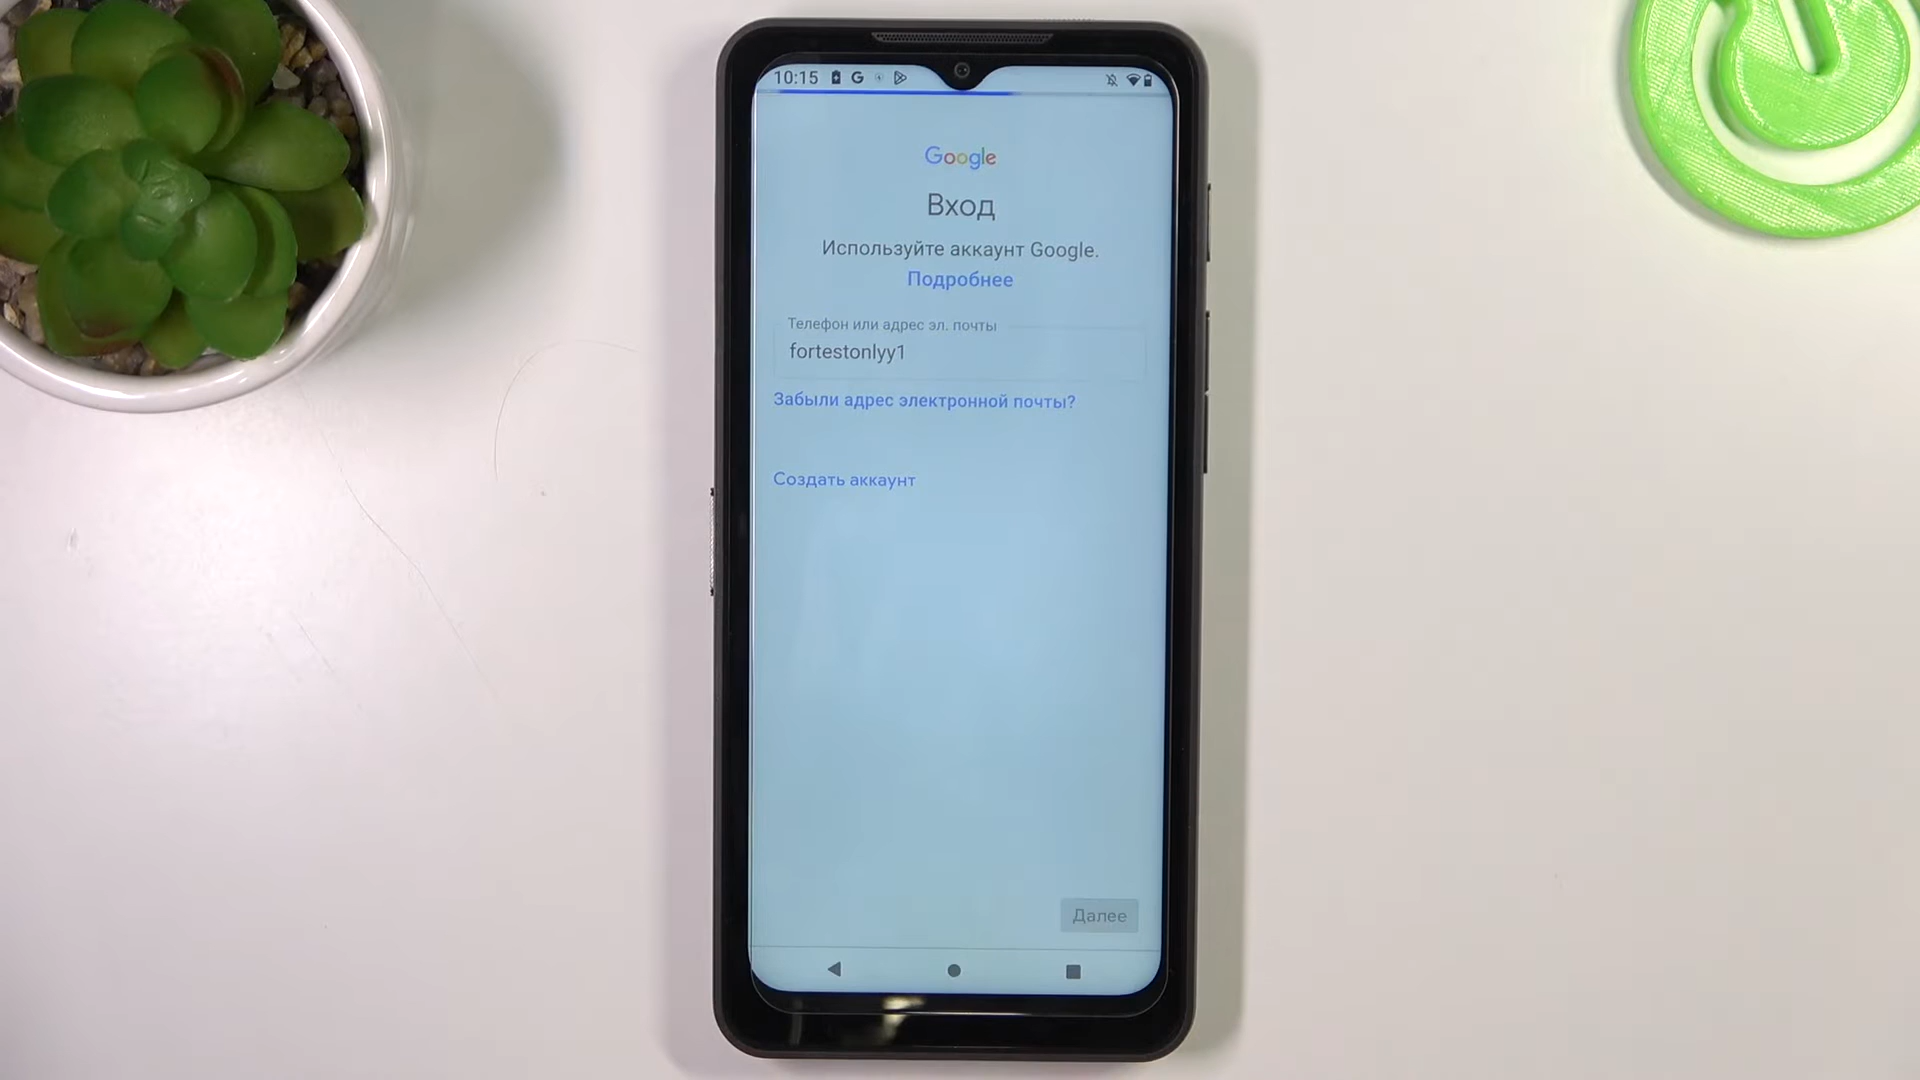 10:15
Google
Вход
Используйте аккаунт Google.
Подробнее
Телефон или адрес эл. почты
fortestonlyy1
Забыли адрес электронной почты?
Создать аккаунт
Далее